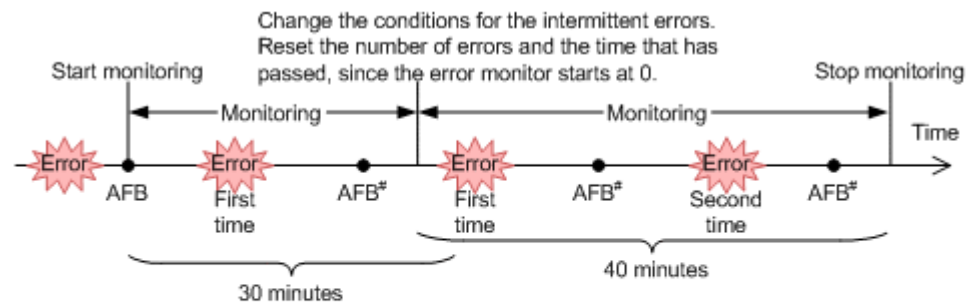 Change the conditions for the intermittent errors.
Reset the number of errors and the time that has
passed, since the error monitor starts at 0.
Start monitoring
Stop monitoring
Monitoring
Monitoring
Time
Error
Error
Error
Error
AFB
First
time
AFB#
First
time
AFB#
Second
time
AFB#
30 minutes
40 minutes